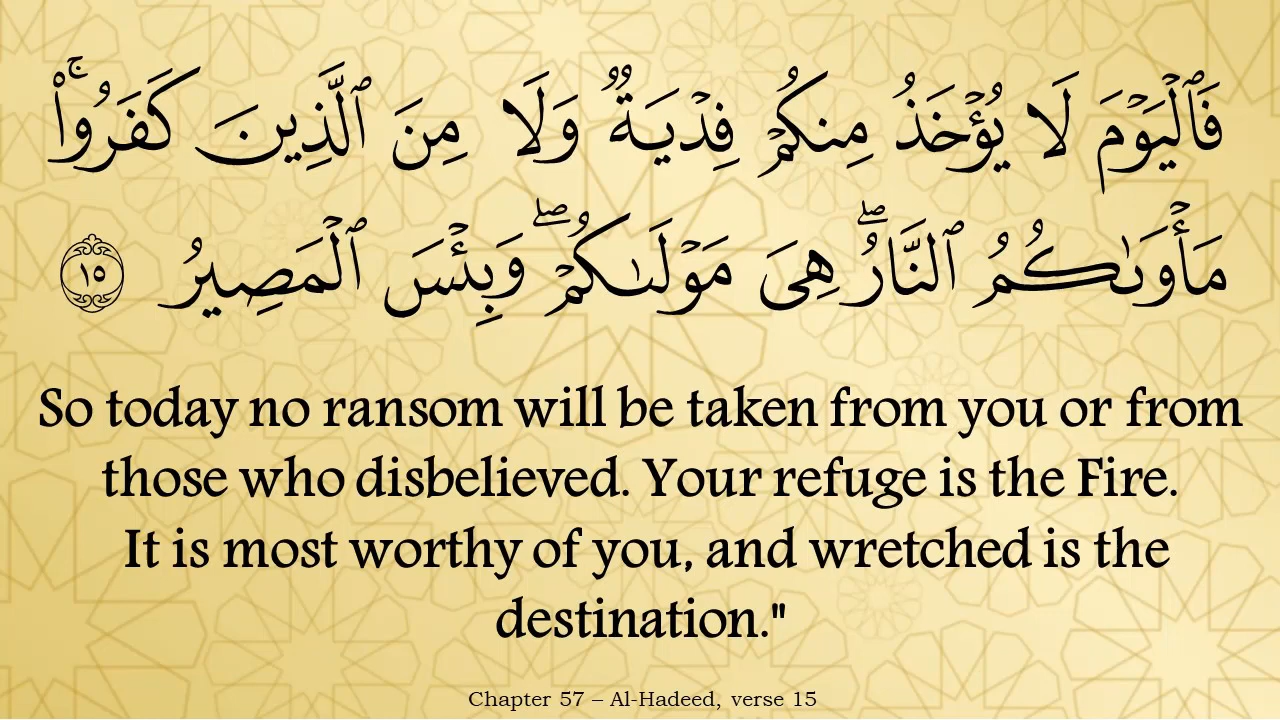 فَٱلۡيَوۡمَ لَا يُؤۡخَذُ مِنكُمۡ فِدۡيَةٞ وَلَا مِنَ ٱلَّذِينَ كَفَرُواْۚ
مَأۡوَىٰكُمُ ٱلنَّارُۖ هِىَ مَوۡلَىٰكُمۡۖ وَبِئۡسَ ٱلۡمَصِيرُ ١٥
So today no ransom will be taken from you or from
those who disbelieved. Your refuge is the Fire.
It is most worthy of you, and wretched is the
destination."
Chapter 57 – Al-Hadeed, verse 15